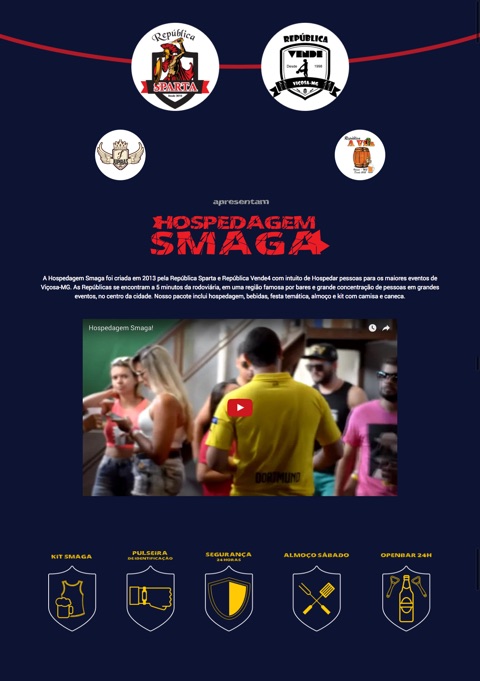 República
SPARTA
REPÚBLICA
VENDE
Desde 1998
VIÇOSA-MG
República
apresentam
HOSPEDAGEM
SMAGA
A Hospedagem Smaga foi criada em 2013 pela República Sparta e República Vende4 com intuito de Hospedar pessoas para os maiores eventos de
Viçosa-MG. As Repúblicas se encontram a 5 minutos da rodoviária, em uma região famosa por bares e grande concentração de pessoas em grandes
eventos, no centro da cidade. Nosso pacote inclui hospedagem, bebidas, festa temática, almoço e kit com camisa e caneca.
Hospedagem Smaga!
DORTMUND
KIT SMAGA
PULSEIRA
DE IDENTIFICAÇÃO
SEGURANÇA
24 HORAS
ALMOÇO SÁBADO
OPENBAR 24H